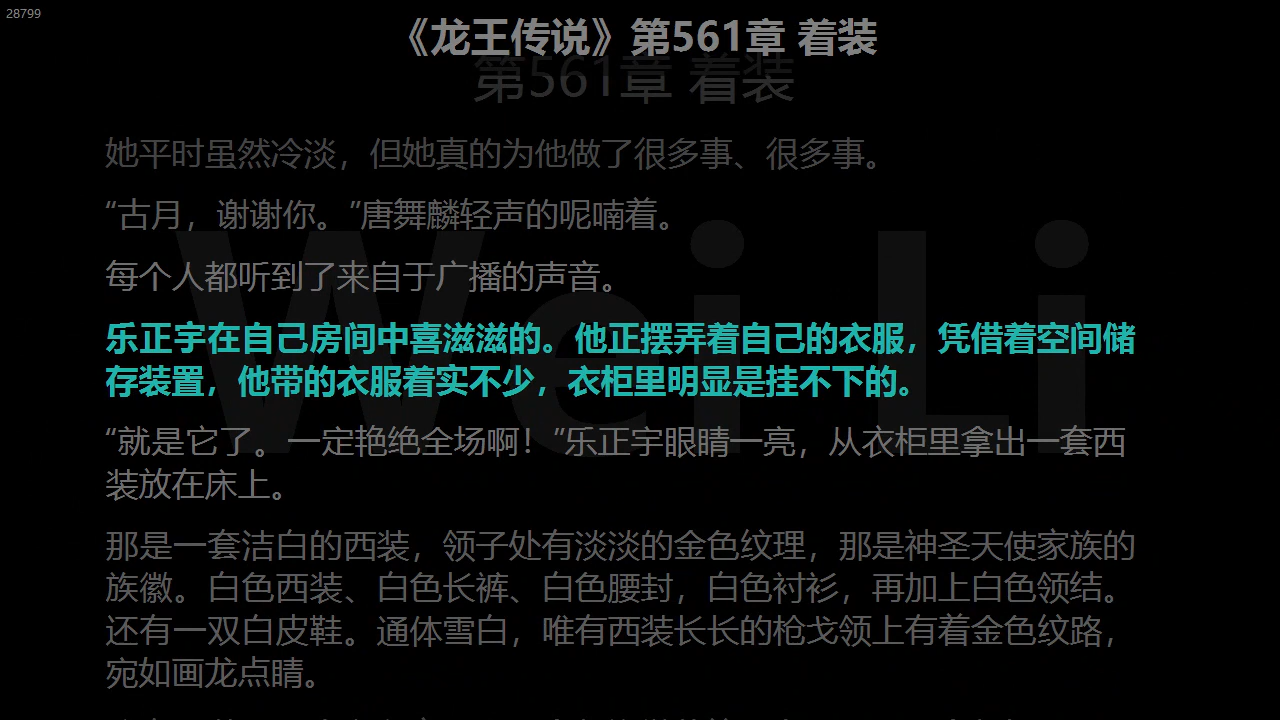 28799
《龙王传说》第561章 着装
第561章 着装
她平时虽然冷淡，但她真的为他做了很多事、很多事。
“古月，谢谢你。”唐舞麟轻声的呢喃着。
每个人都听到了来自于广播的声音。
乐正宇在自己房间中喜滋滋的。他正摆弄着自己的衣服，凭借着空间储
存装置，他带的衣服着实不少，衣柜里明显是挂不下的。
“就是它了。一定艳绝全场啊！”乐正宇眼睛一亮，从衣柜里拿出一套西
装放在床上。
那是一套洁白的西装，领子处有淡淡的金色纹理，那是神圣天使家族的
族徽。白色西装、白色长裤、白色腰封，白色衬衫，再加上白色领结。
还有一双白皮鞋。通体雪白，唯有西装长长的枪戈领上有着金色纹路，
宛如画龙点睛。
Wei Li